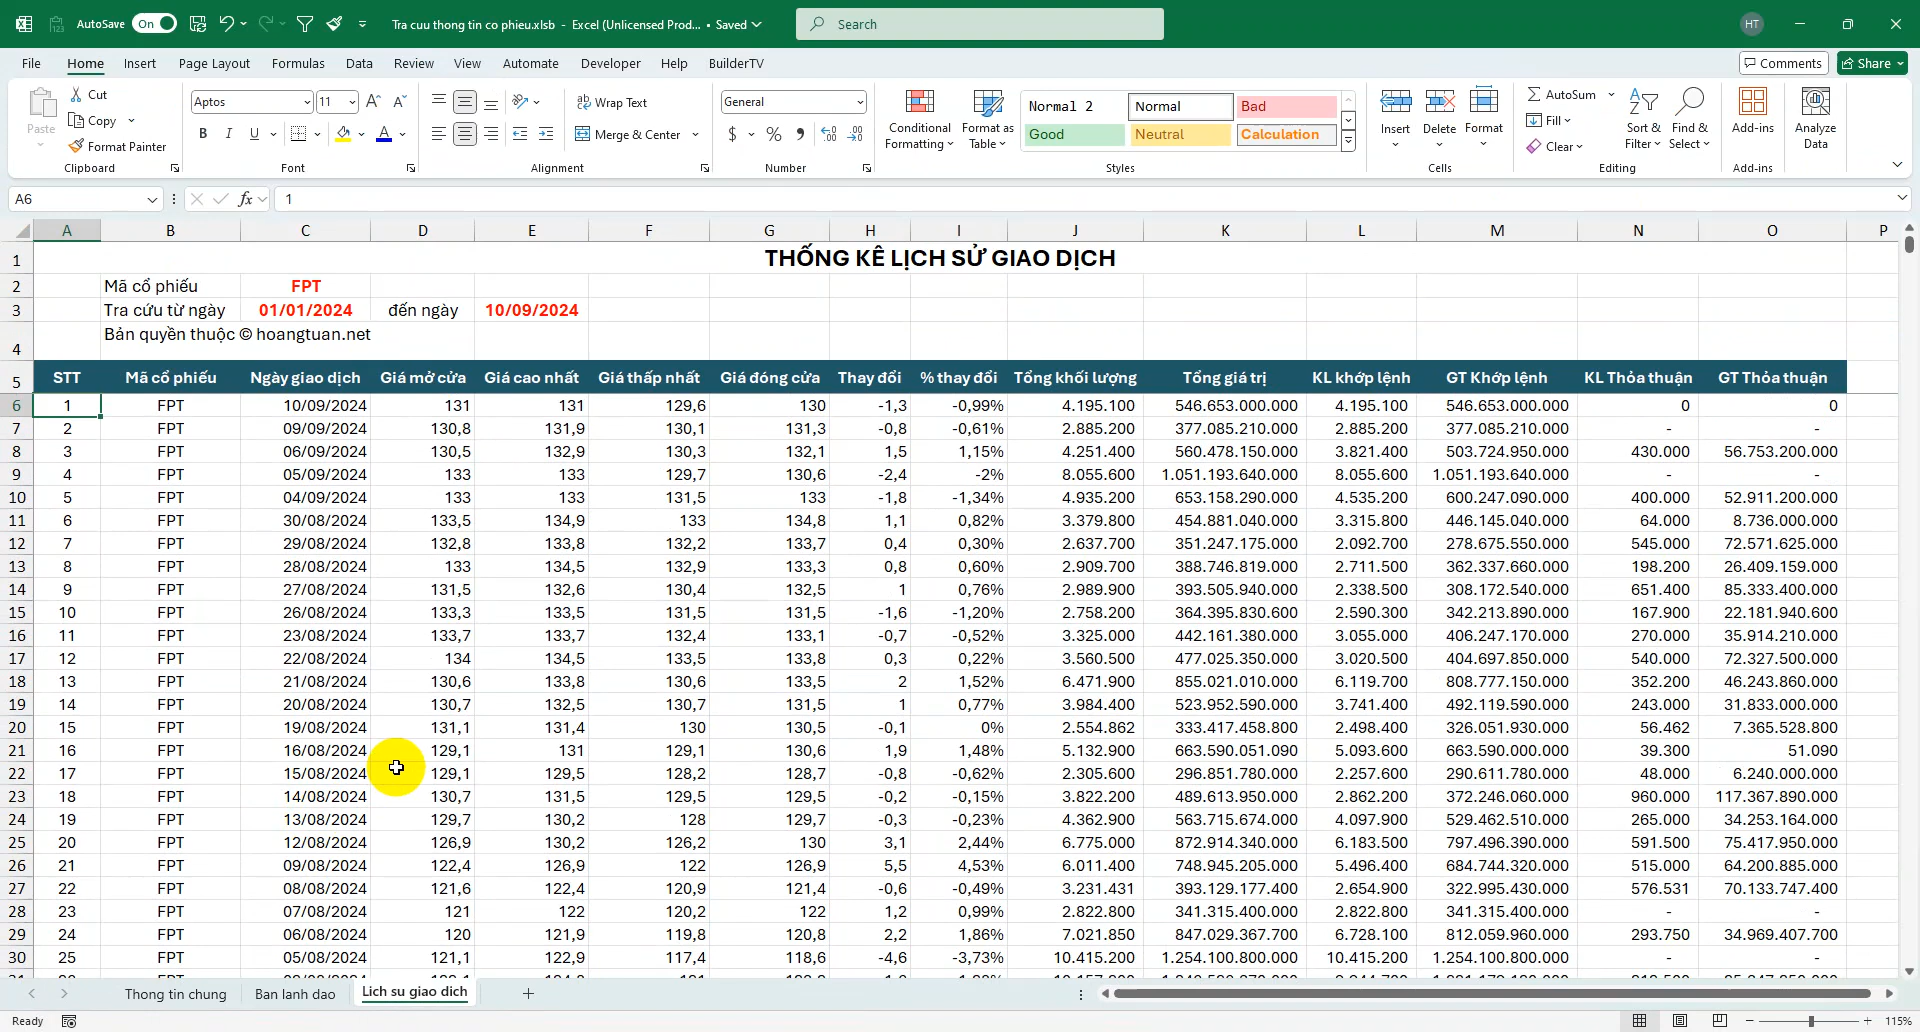 AutoSave On Tra cuu thong tin co phieu.xlsb - Excel (Unlicensed Prod... • Saved Search HT
File Home Insert Page Layout Formulas Data Review View Automate Developer Help BuilderTV Comments Share
Paste Cut Copy Format Painter Clipboard
Aptos 11 B I U A Font
Wrap Text Merge & Center Alignment
General $ % , Number
Conditional Formatting Format as Table Normal 2 Normal Bad Good Neutral Calculation Styles
Insert Delete Format Cells
AutoSum Fill Clear Sort & Filter Find & Select Editing
Add-ins Add-ins Analyze Data
A6 fx 1
A B C D E F G H I J K L M N O P
1 THỐNG KÊ LỊCH SỬ GIAO DỊCH
2 Mã cổ phiếu FPT
3 Tra cứu từ ngày 01/01/2024 đến ngày 10/09/2024
4 Bản quyền thuộc © hoangtuan.net
5 STT Mã cổ phiếu Ngày giao dịch Giá mở cửa Giá cao nhất Giá thấp nhất Giá đóng cửa Thay đổi % thay đổi Tổng khối lượng Tổng giá trị KL khớp lệnh GT Khớp lệnh KL Thỏa thuận GT Thỏa thuận
6 1 FPT 10/09/2024 131 131 129,6 130 -1,3 -0,99% 4.195.100 546.653.000.000 4.195.100 546.653.000.000 0 0
7 2 FPT 09/09/2024 130,8 131,9 130,1 131,3 -0,8 -0,61% 2.885.200 377.085.210.000 2.885.200 377.085.210.000 - -
8 3 FPT 06/09/2024 130,5 132,9 130,3 132,1 1,5 1,15% 4.251.400 560.478.150.000 3.821.400 503.724.950.000 430.000 56.753.200.000
9 4 FPT 05/09/2024 133 133 129,7 130,6 -2,4 -2% 8.055.600 1.051.193.640.000 8.055.600 1.051.193.640.000 - -
10 5 FPT 04/09/2024 133 133 131,5 133 -1,8 -1,34% 4.935.200 653.158.290.000 4.535.200 600.247.090.000 400.000 52.911.200.000
11 6 FPT 30/08/2024 133,5 134,9 133 134,8 1,1 0,82% 3.379.800 454.881.040.000 3.315.800 446.145.040.000 64.000 8.736.000.000
12 7 FPT 29/08/2024 132,8 133,8 132,2 133,7 0,4 0,30% 2.637.700 351.247.175.000 2.092.700 278.675.550.000 545.000 72.571.625.000
13 8 FPT 28/08/2024 133 134,5 132,9 133,3 0,8 0,60% 2.909.700 388.746.819.000 2.711.500 362.337.660.000 198.200 26.409.159.000
14 9 FPT 27/08/2024 131,5 132,6 130,4 132,5 1 0,76% 2.989.900 393.505.940.000 2.338.500 308.172.540.000 651.400 85.333.400.000
15 10 FPT 26/08/2024 133,3 133,5 131,5 131,5 -1,6 -1,20% 2.758.200 364.395.830.600 2.590.300 342.213.890.000 167.900 22.181.940.600
16 11 FPT 23/08/2024 133,7 133,7 132,4 133,1 -0,7 -0,52% 3.325.000 442.161.380.000 3.055.000 406.247.170.000 270.000 35.914.210.000
17 12 FPT 22/08/2024 134 134,5 133,5 133,8 0,3 0,22% 3.560.500 477.025.350.000 3.020.500 404.697.850.000 540.000 72.327.500.000
18 13 FPT 21/08/2024 130,6 133,8 130,6 133,5 2 1,52% 6.471.900 855.021.010.000 6.119.700 808.777.150.000 352.200 46.243.860.000
19 14 FPT 20/08/2024 130,7 132,5 130,7 131,5 1 0,77% 3.984.400 523.952.590.000 3.741.400 492.119.590.000 243.000 31.833.000.000
20 15 FPT 19/08/2024 131,1 131,4 130 130,5 -0,1 0% 2.554.862 333.417.458.800 2.498.400 326.051.930.000 56.462 7.365.528.800
21 16 FPT 16/08/2024 129,1 131 129,1 130,6 1,9 1,48% 5.132.900 663.590.051.090 5.093.600 663.590.000.000 39.300 51.090
22 17 FPT 15/08/2024 129,1 129,5 128,2 128,7 -0,8 -0,62% 2.305.600 296.851.780.000 2.257.600 290.611.780.000 48.000 6.240.000.000
23 18 FPT 14/08/2024 130,7 131,5 129,5 129,5 -0,2 -0,15% 3.822.200 489.613.950.000 2.862.200 372.246.060.000 960.000 117.367.890.000
24 19 FPT 13/08/2024 129,7 130,2 128 129,7 -0,3 -0,23% 4.362.900 563.715.674.000 4.097.900 529.462.510.000 265.000 34.253.164.000
25 20 FPT 12/08/2024 126,9 130,2 126,2 130 3,1 2,44% 6.775.000 872.914.340.000 6.183.500 797.496.390.000 591.500 75.417.950.000
26 21 FPT 09/08/2024 122,4 126,9 122 126,9 5,5 4,53% 6.011.400 748.945.205.000 5.496.400 684.744.320.000 515.000 64.200.885.000
27 22 FPT 08/08/2024 121,6 122,4 120,9 121,4 -0,6 -0,49% 3.231.431 393.129.177.400 2.654.900 322.995.430.000 576.531 70.133.747.400
28 23 FPT 07/08/2024 121 122 120,2 122 1,2 0,99% 2.822.800 341.315.400.000 2.822.800 341.315.400.000 - -
29 24 FPT 06/08/2024 120 121,9 119,8 120,8 2,2 1,86% 7.021.850 847.029.367.700 6.728.100 812.059.960.000 293.750 34.969.407.700
30 25 FPT 05/08/2024 121,1 122,9 117,4 118,6 -4,6 -3,73% 10.415.200 1.254.100.800.000 10.415.200 1.254.100.800.000 - -
Thong tin chung Ban lanh dao Lich su giao dich
Ready 115%